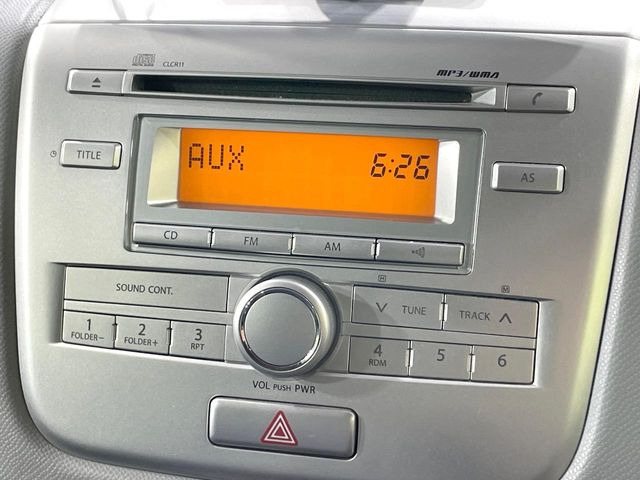 CLCR11
MP3/WMA
TITLE
AUX 6:26
AS
CD FM AM
SOUND CONT.
H
M
TUNE TRACK
1 FOLDER-
2 FOLDER+
3 RPT
4 RDM
5
6
VOL PUSH PWR